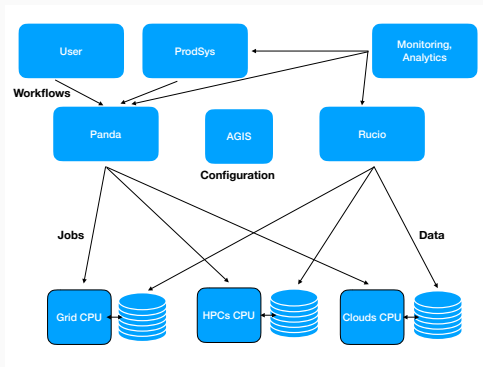 User
ProdSys
Monitoring,
Analytics
Workflows
Panda
AGIS
Rucio
Configuration
Jobs
Data
Grid CPU
HPCs CPU
Clouds CPU